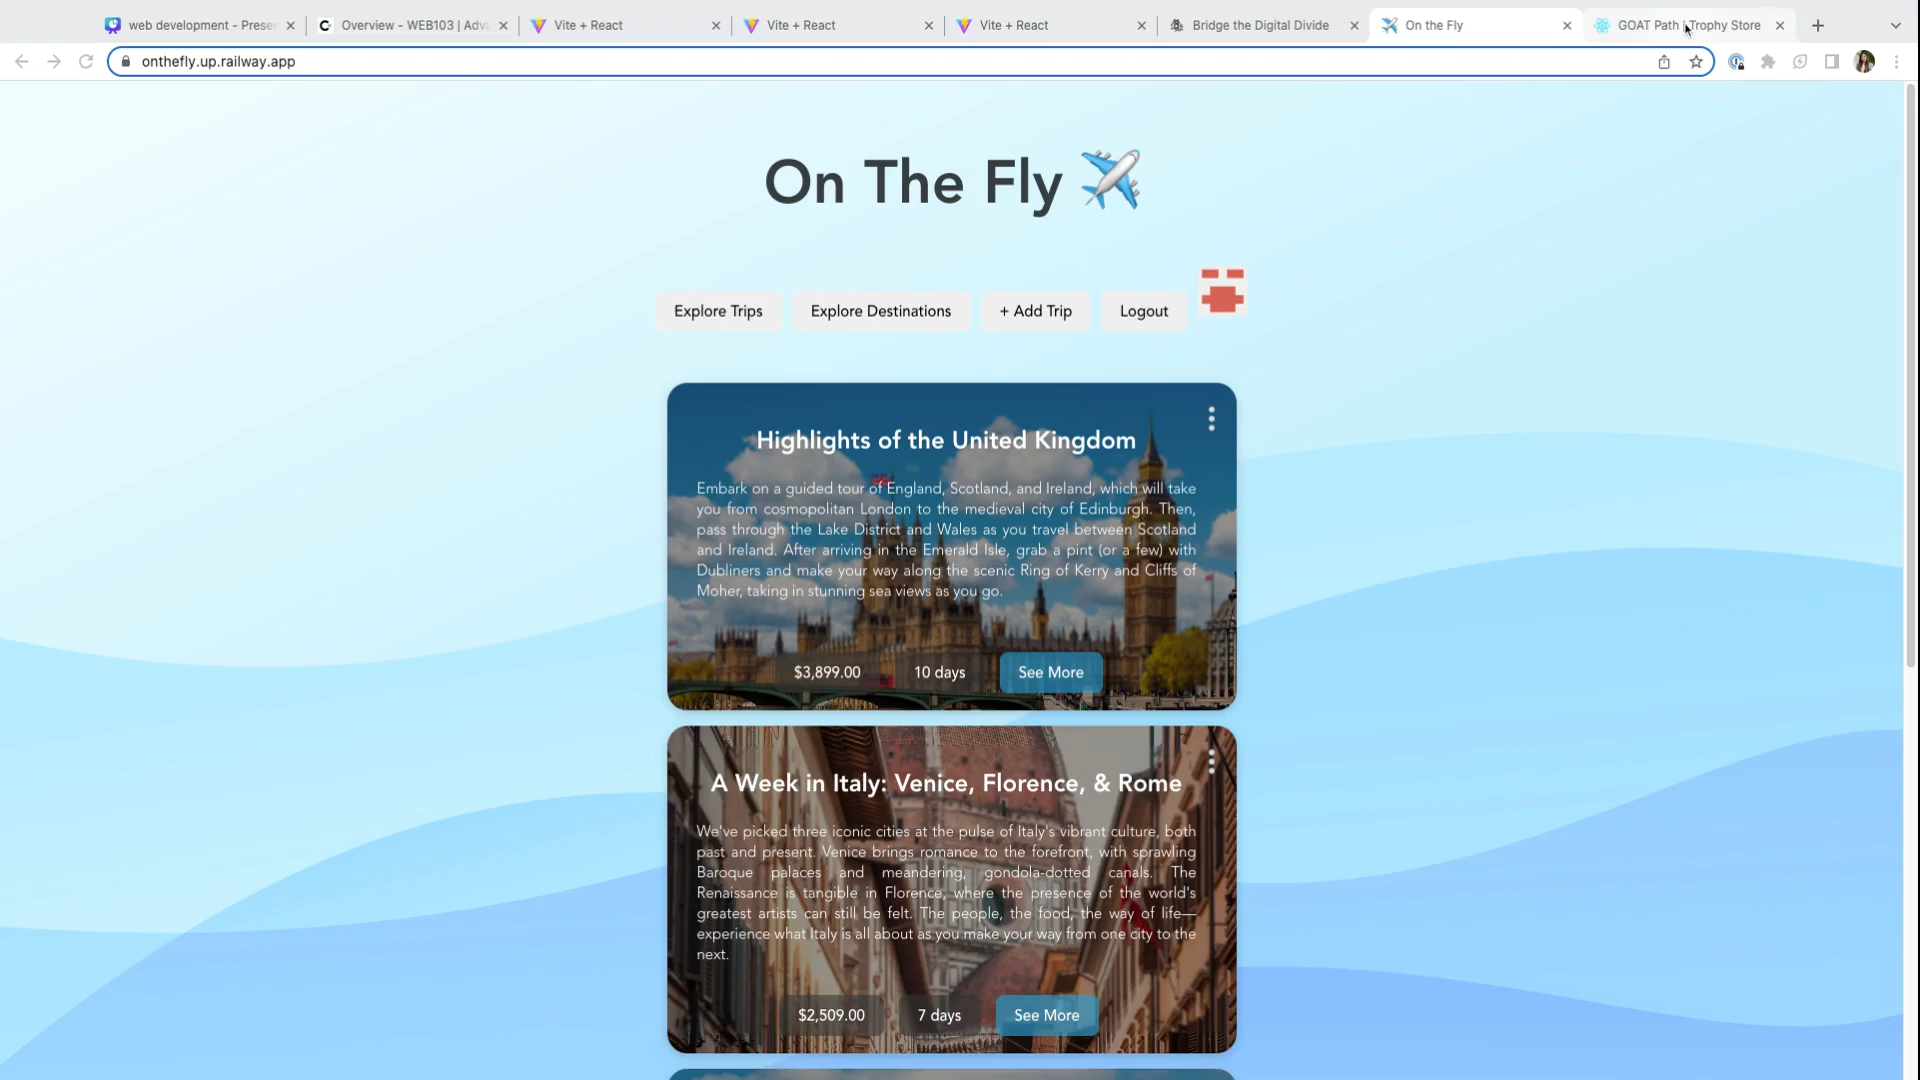 web development - Presen
Overview - WEB103 | Adva
Vite + React
Vite + React
Vite + React
Bridge the Digital Divide
On the Fly
GOAT Path | Trophy Store
onthefly.up.railway.app
On The Fly
Explore Trips
Explore Destinations
+ Add Trip
Logout
Highlights of the United Kingdom
Embark on a guided tour of England, Scotland, and Ireland, which will take
you from cosmopolitan London to the medieval city of Edinburgh. Then,
pass through the Lake District and Wales as you travel between Scotland
and Ireland. After arriving in the Emerald Isle, grab a pint (or a few) with
Dubliners and make your way along the scenic Ring of Kerry and Cliffs of
Moher, taking in stunning sea views as you go.
$3,899.00
10 days
See More
A Week in Italy: Venice, Florence, & Rome
We've picked three iconic cities at the pulse of Italy's vibrant culture, both
past and present. Venice brings romance to the forefront, with sprawling
Baroque palaces and meandering, gondola-dotted canals. The
Renaissance is tangible in Florence, where the presence of the world's
greatest artists can still be felt. The people, the food, the way of life—
experience what Italy is all about as you make your way from one city to the
next.
$2,509.00
7 days
See More